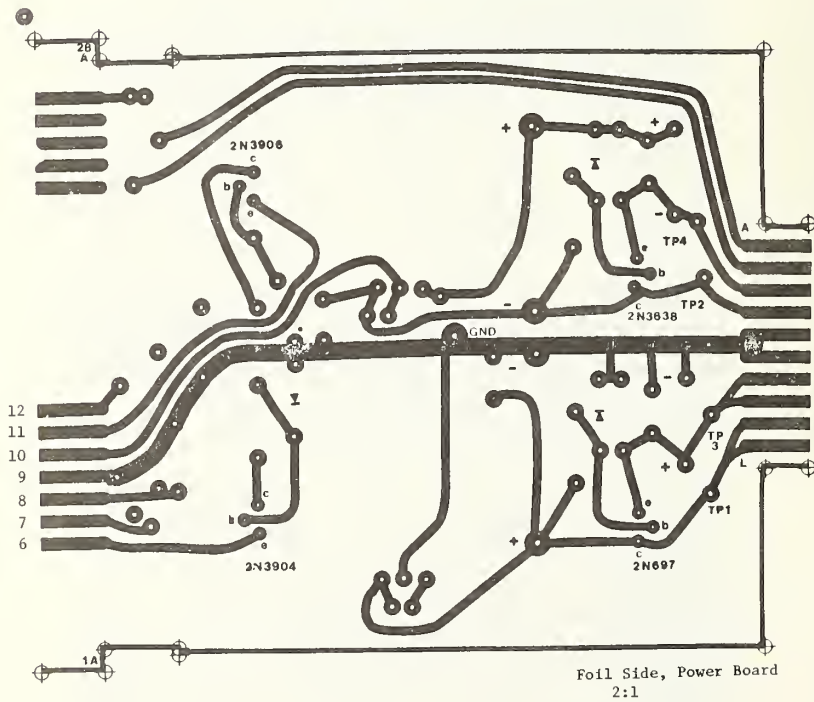 2B
A
+
+
2N3906
c
b
e
-
A
e
TP4
b
-
c
TP2
2N3638
GND
-
-
12
11
10
9
8
7
6
TP
3
+
L
c
b
e
e
TP1
b
+
c
2N3904
2N697
1A
Foil Side, Power Board
2:1